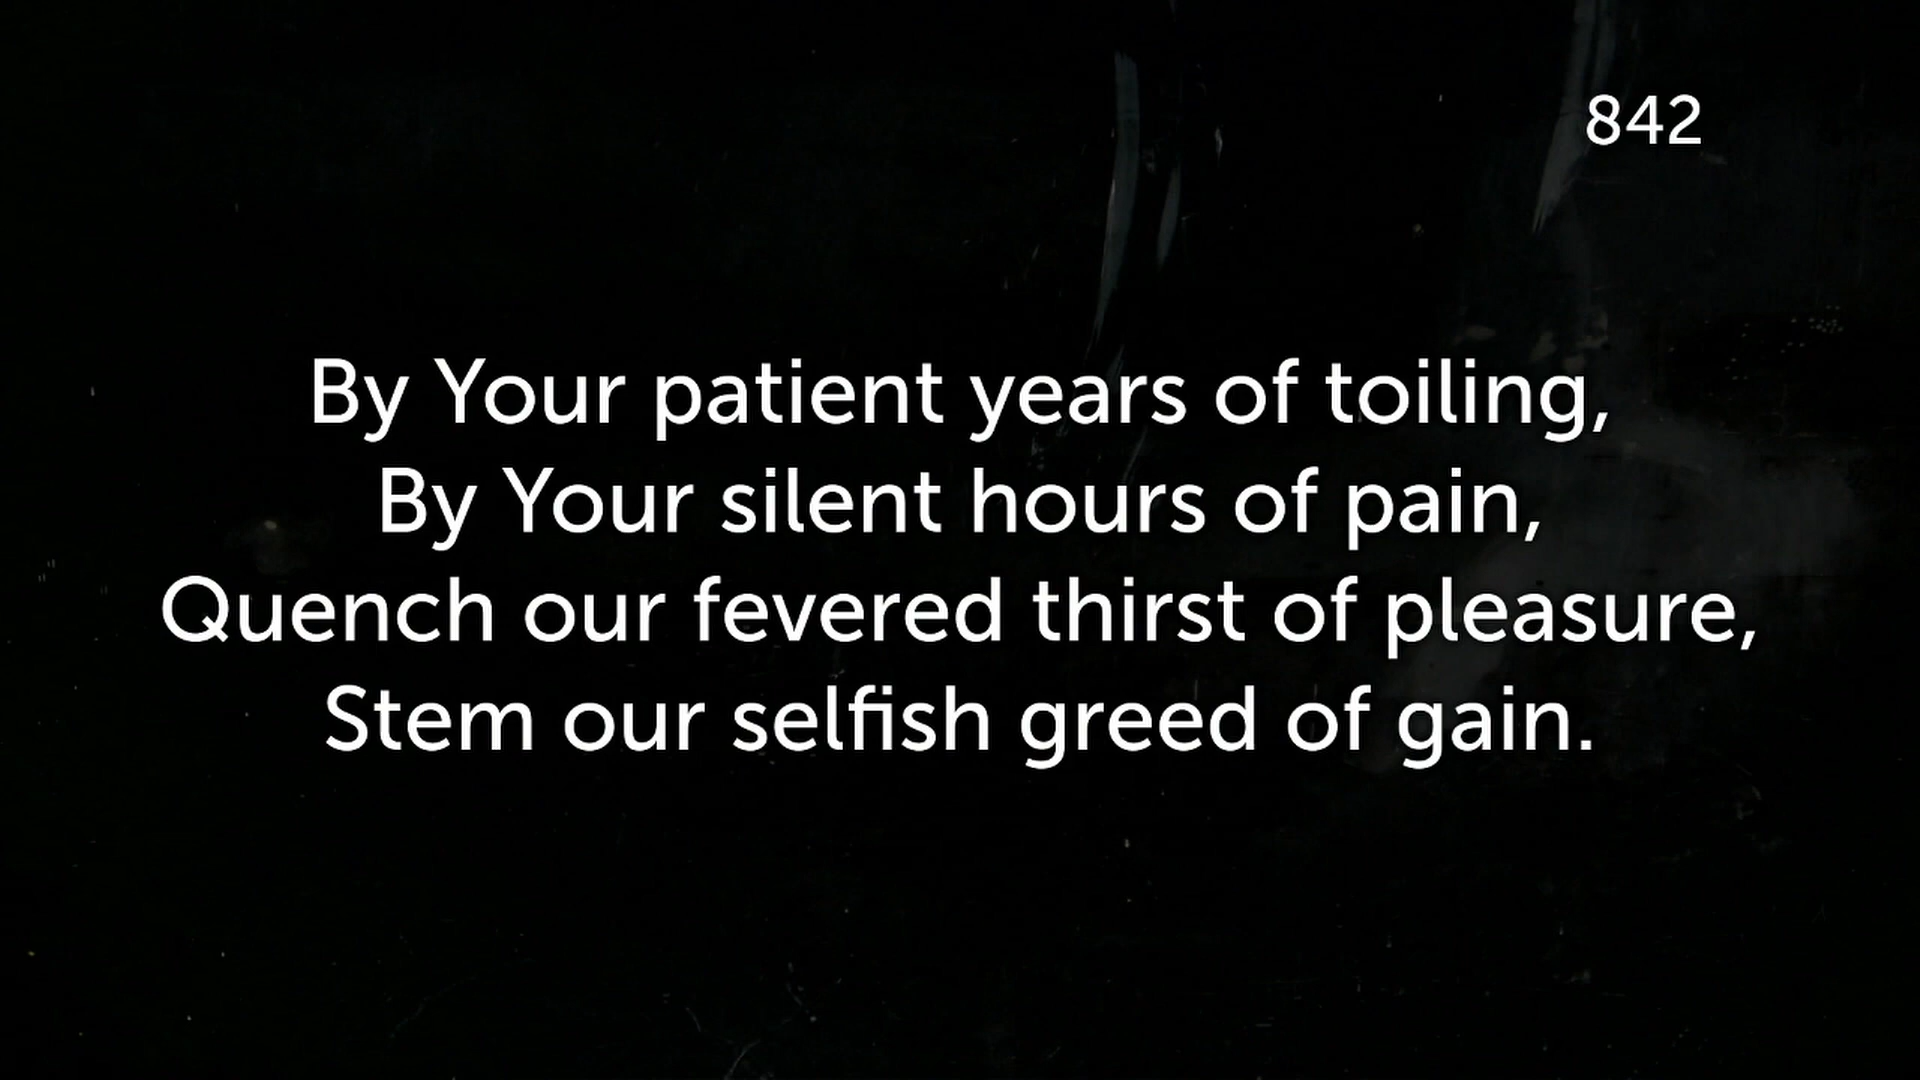 842
By Your patient years of toiling,
By Your silent hours of pain,
Quench our fevered thirst of pleasure,
Stem our selfish greed of gain.